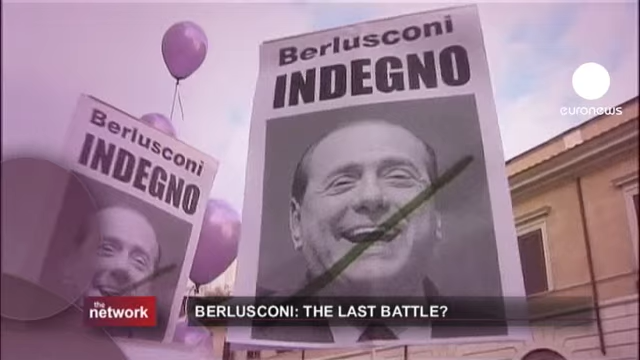 Berlusconi
INDEGNO
euronews
Berlusconi
INDEGNO
the
network
BERLUSCONI: THE LAST BATTLE?